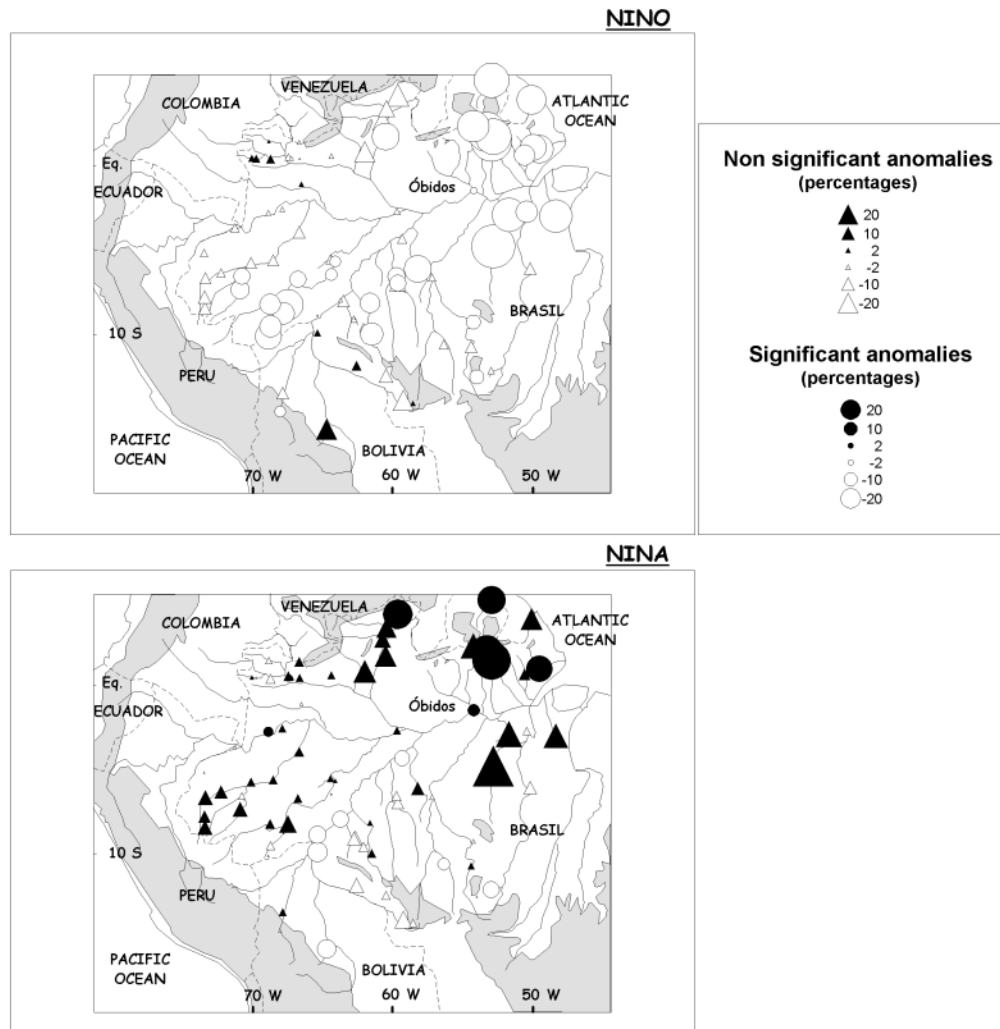 NINO
VENEZUELA
COLOMBIA
ATLANTIC
OCEAN
Eq.
ECUADOR
Óbidos
BRASIL
10 S
PERU
PACIFIC
OCEAN
BOLIVIA
70 W
60 W
50 W
Non significant anomalies
(percentages)
20
10
2
-2
-10
-20
Significant anomalies
(percentages)
20
10
2
-2
-10
-20
NINA
VENEZUELA
COLOMBIA
ATLANTIC
OCEAN
Eq.
ECUADOR
Óbidos
BRASIL
10 S
PERU
PACIFIC
OCEAN
BOLIVIA
70 W
60 W
50 W